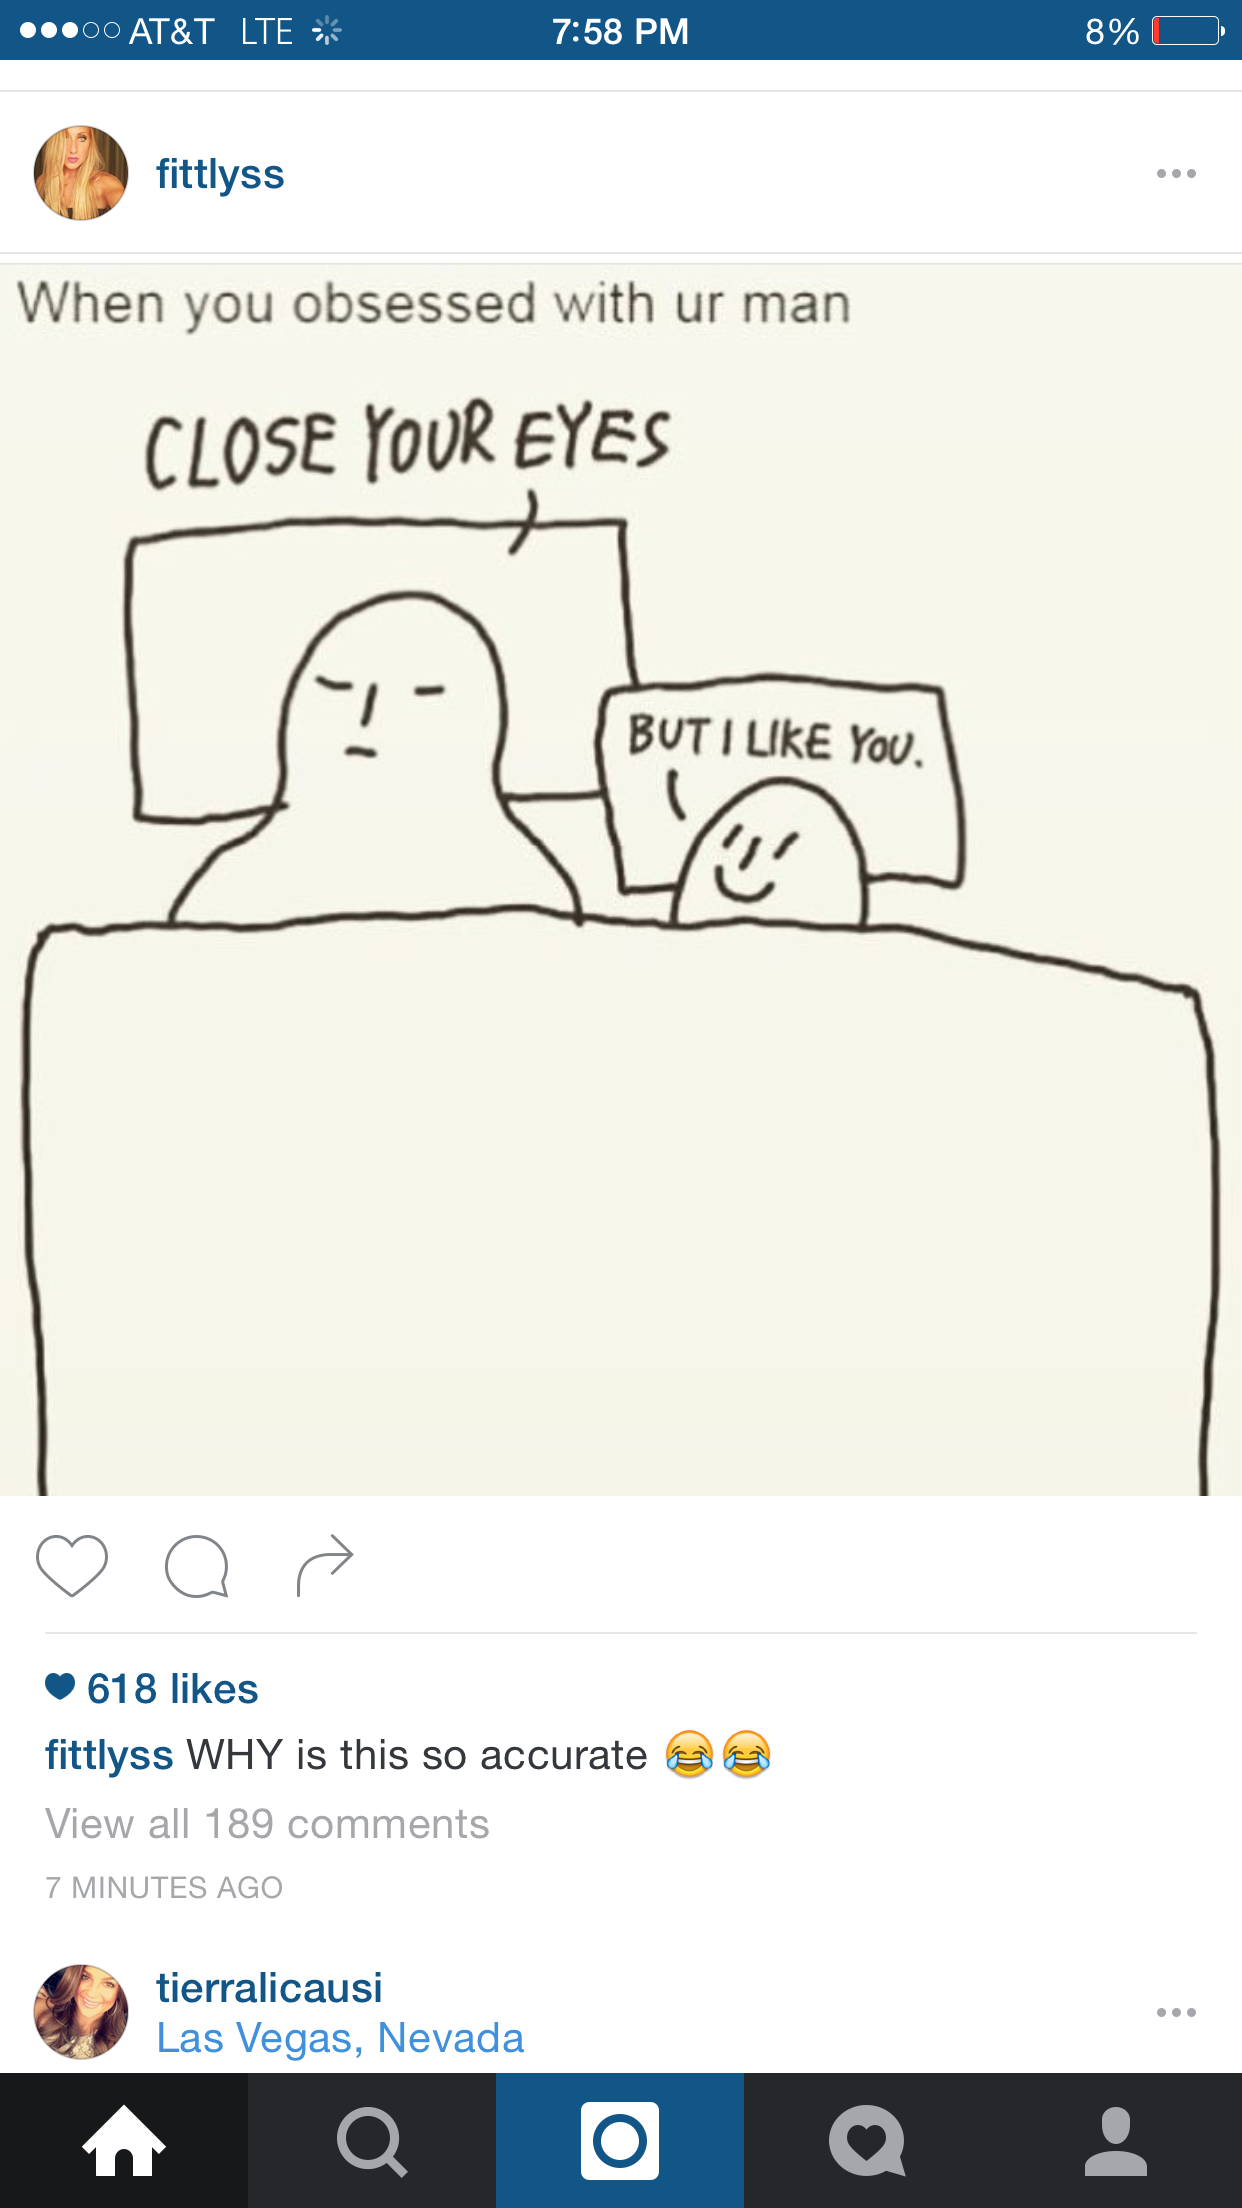 AT&T LTE 7:58 PM 8%
fittlyss
When you obsessed with ur man
CLOSE YOUR EYES
BUT I LIKE YOU.
618 likes
fittlyss WHY is this so accurate 😂😂
View all 189 comments
7 MINUTES AGO
tierralicausi
Las Vegas, Nevada